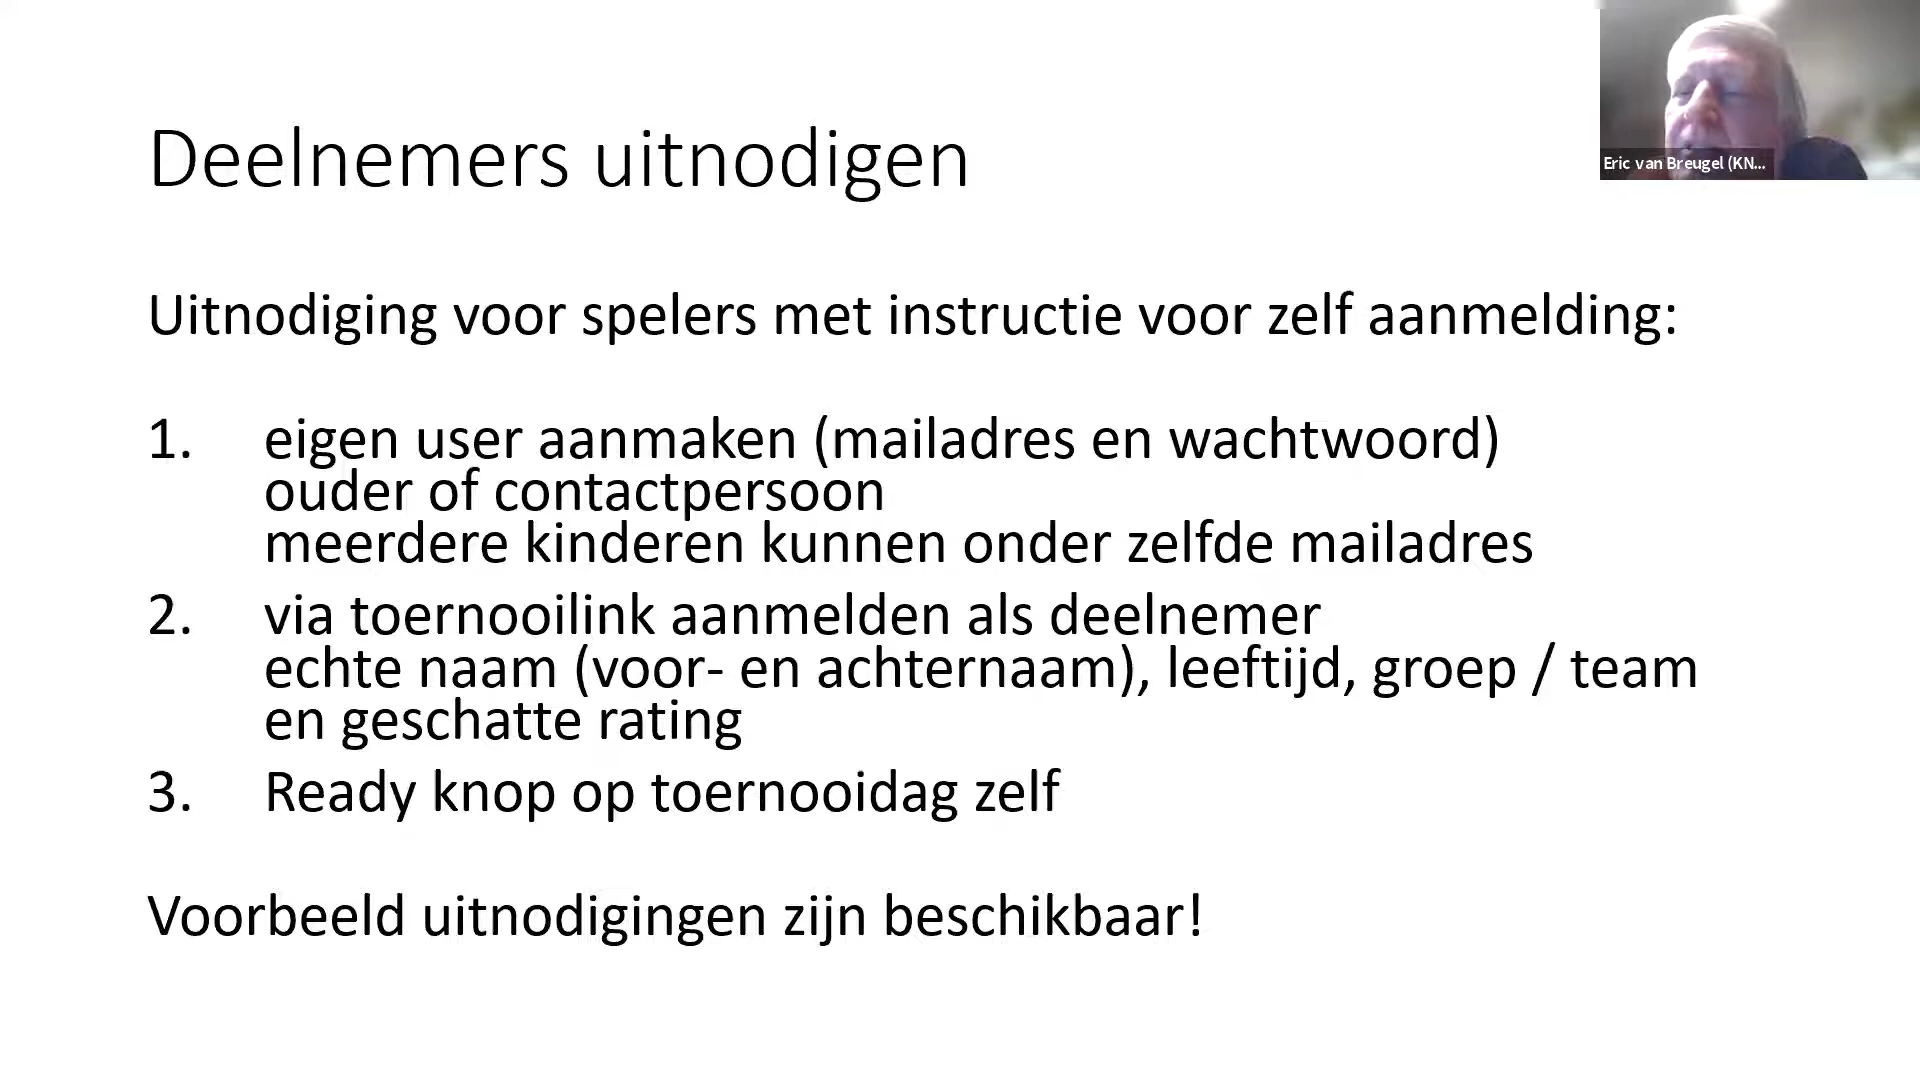 Deelnemers uitnodigen
Eric van Breugel (KN...
Uitnodiging voor spelers met instructie voor zelf aanmelding:
1. eigen user aanmaken (mailadres en wachtwoord)
ouder of contactpersoon
meerdere kinderen kunnen onder zelfde mailadres
2. via toernooilink aanmelden als deelnemer
echte naam (voor- en achternaam), leeftijd, groep / team
en geschatte rating
3. Ready knop op toernooidag zelf
Voorbeeld uitnodigingen zijn beschikbaar!